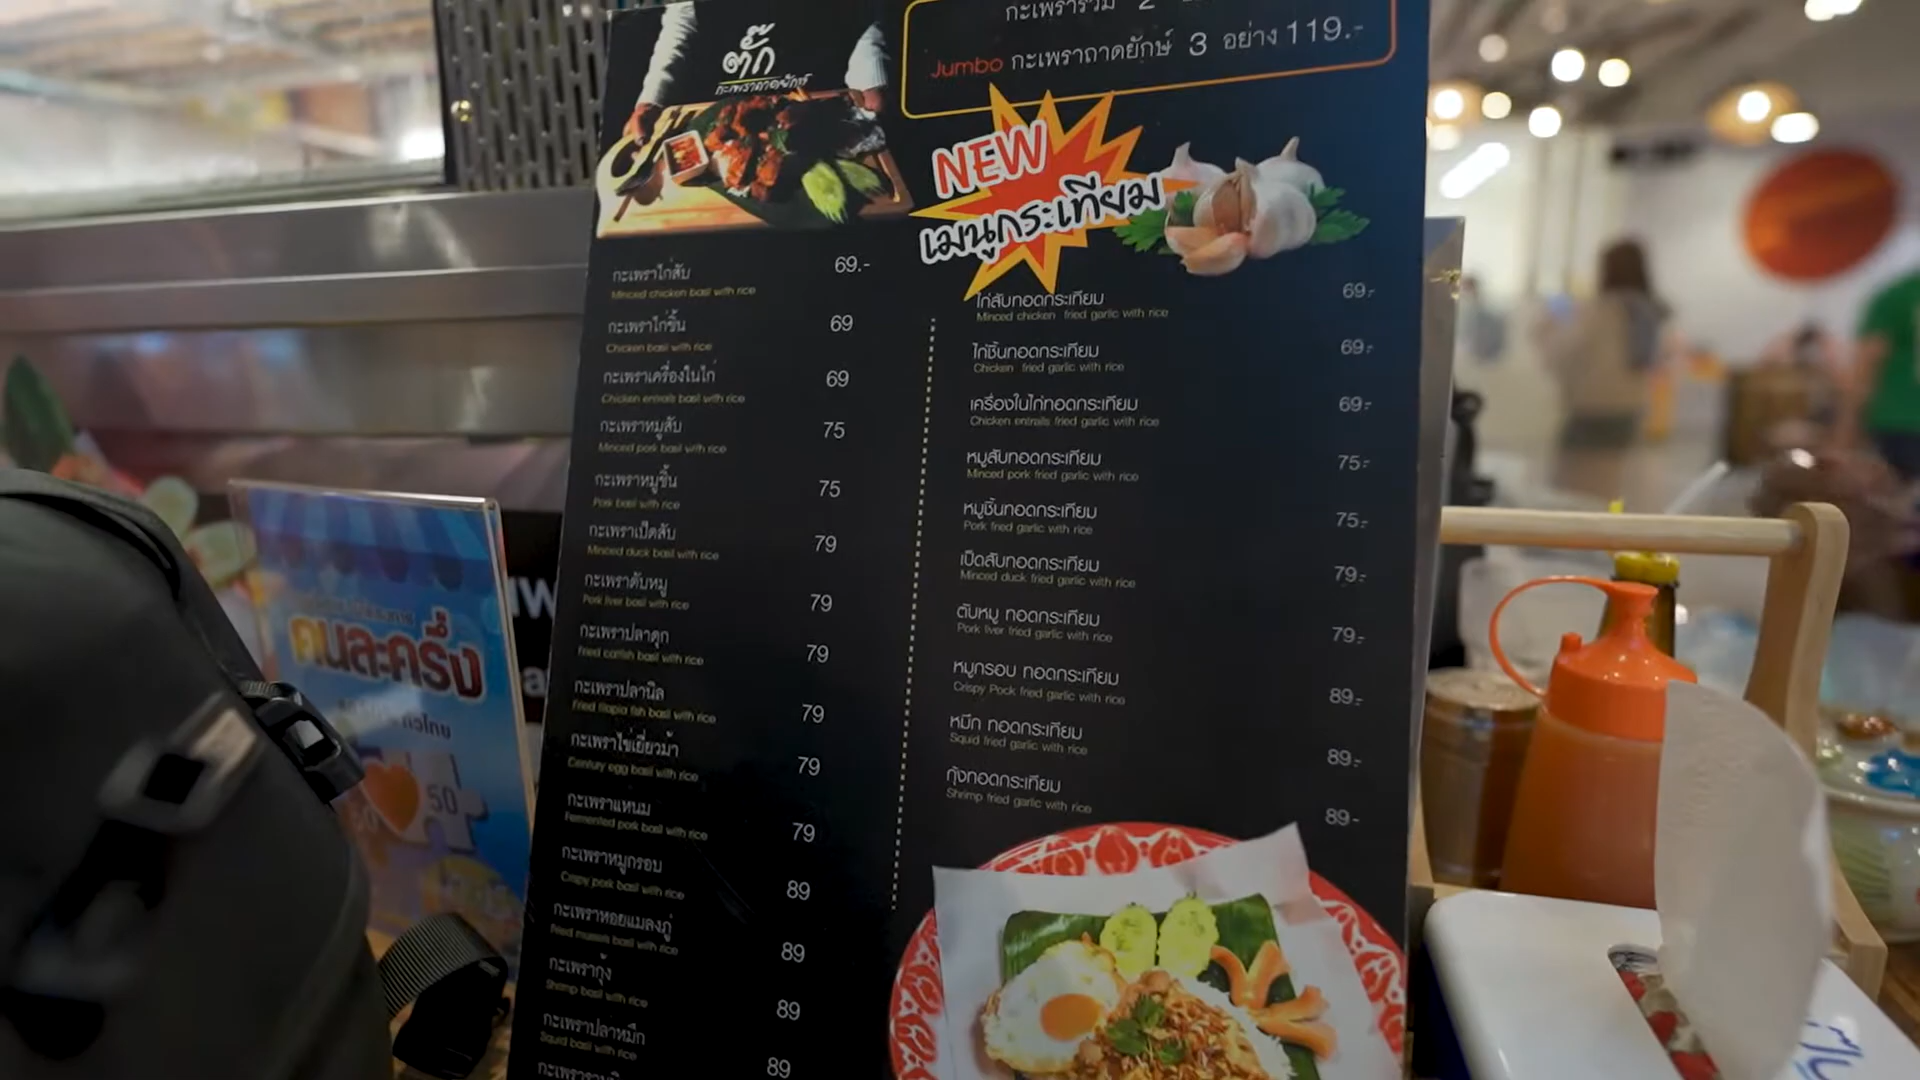 ตั๊ก
กะเพราถาดยักษ์
กะเพรารวม 2
Jumbo กะเพราถาดยักษ์ 3 อย่าง 119.-
NEW
เมนูกระเทียม
กะเพราไก่สับ 69.-
Minced chicken basil with rice
กะเพราไก่ชิ้น 69
Chicken basil with rice
กะเพราเครื่องในไก่ 69
Chicken entrails basil with rice
กะเพราหมูสับ 75
Minced pork basil with rice
กะเพราหมูชิ้น 75
Pork basil with rice
กะเพราเป็ดสับ 79
Minced duck basil with rice
กะเพราตับหมู 79
Pork liver basil with rice
กะเพราปลาดุก 79
Fried catfish basil with rice
กะเพราปลานิล 79
Fried tilapia fish basil with rice
กะเพราไข่เยี่ยวม้า 79
Century egg basil with rice
กะเพราแหนม 79
Fermented pork basil with rice
กะเพราหมูกรอบ 89
Crispy pork basil with rice
กะเพราหอยแมลงภู่ 89
Fried mussels basil with rice
กะเพรากุ้ง 89
Shrimp basil with rice
กะเพราปลาหมึก 89
Squid basil with rice
ไก่สับทอดกระเทียม 69.-
Minced chicken fried garlic with rice
ไก่ชิ้นทอดกระเทียม 69.-
Chicken fried garlic with rice
เครื่องในไก่ทอดกระเทียม 69.-
Chicken entrails fried garlic with rice
หมูสับทอดกระเทียม 75.-
Minced pork fried garlic with rice
หมูชิ้นทอดกระเทียม 75.-
Pork fried garlic with rice
เป็ดสับทอดกระเทียม 79.-
Minced duck fried garlic with rice
ตับหมู ทอดกระเทียม 79.-
Pork liver fried garlic with rice
หมูกรอบ ทอดกระเทียม 89.-
Crispy Pock fried garlic with rice
หมึก ทอดกระเทียม 89.-
Squid fried garlic with rice
กุ้งทอดกระเทียม 89.-
Shrimp fried garlic with rice
คนละครึ่ง
50